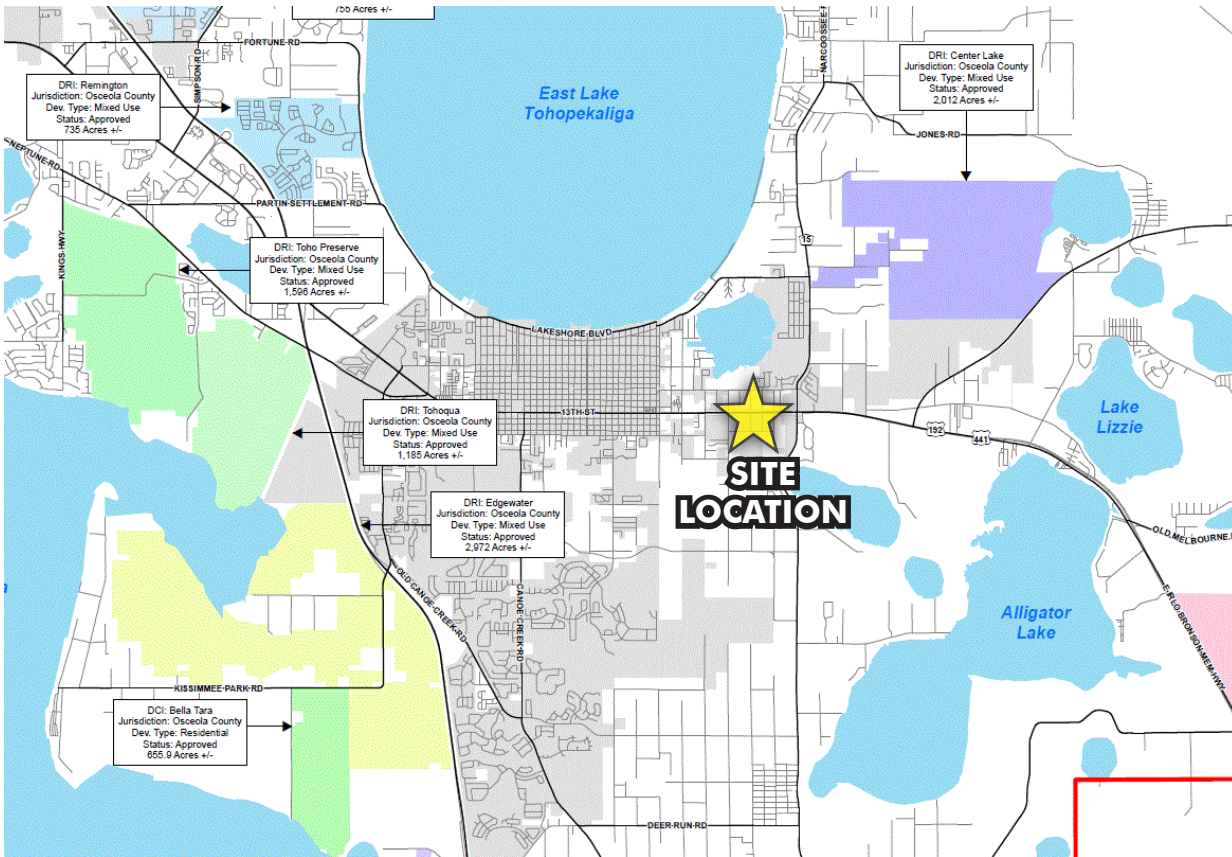 755 Acres +/-
FORTUNE RD
SIMPSON RD
NARCOOSSEE
DRI: Center Lake
Jurisdiction: Osceola County
Dev. Type: Mixed Use
Status: Approved
2,012 Acres +/-
DRI: Remington
Jurisdiction: Osceola County
Dev. Type: Mixed Use
Status: Approved
735 Acres +/-
East Lake
Tohopekaliga
JONES RD
NEPTUNE RD
PARTIN SETTLEMENT RD
KINGS HWY
15
DRI: Toho Preserve
Jurisdiction: Osceola County
Dev. Type: Mixed Use
Status: Approved
1,596 Acres +/-
LAKESHORE BLVD
13TH ST
DRI: Tohoqua
Jurisdiction: Osceola County
Dev. Type: Mixed Use
Status: Approved
1,185 Acres +/-
192
441
Lake
Lizzie
SITE
LOCATION
DRI: Edgewater
Jurisdiction: Osceola County
Dev. Type: Mixed Use
Status: Approved
2,972 Acres +/-
OLD MELBOURNE
OLD CANOE CREEK RD
CANOE CREEK RD
Alligator
Lake
E IRLO BRONSON MEM HWY
a
KISSIMMEE PARK RD
DCI: Bella Tara
Jurisdiction: Osceola County
Dev. Type: Residential
Status: Approved
655.9 Acres +/-
DEER RUN RD